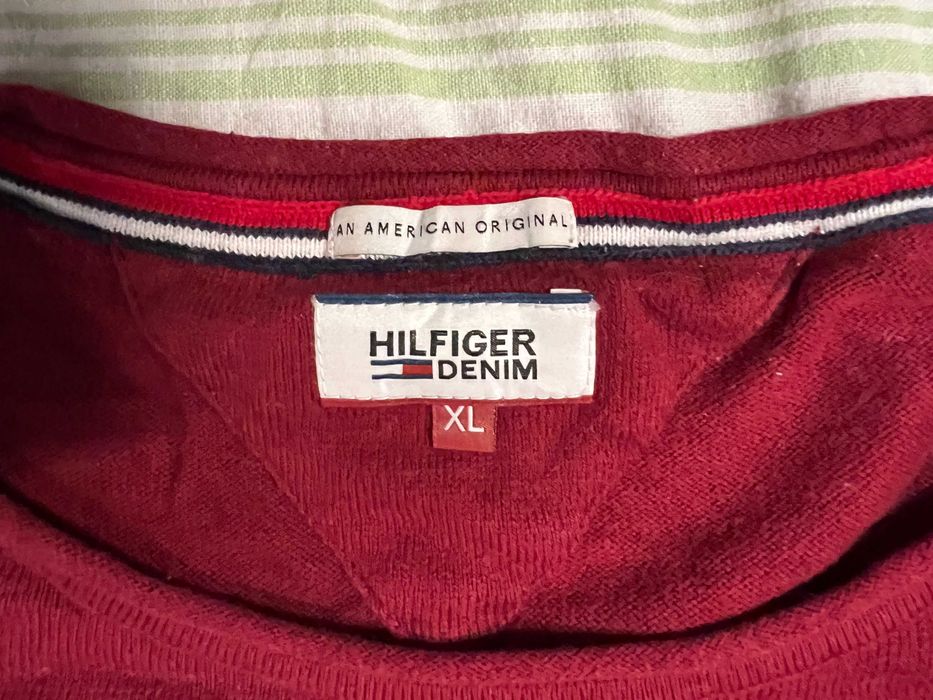 AN AMERICAN ORIGINAL
HILFIGER
DENIM
XL